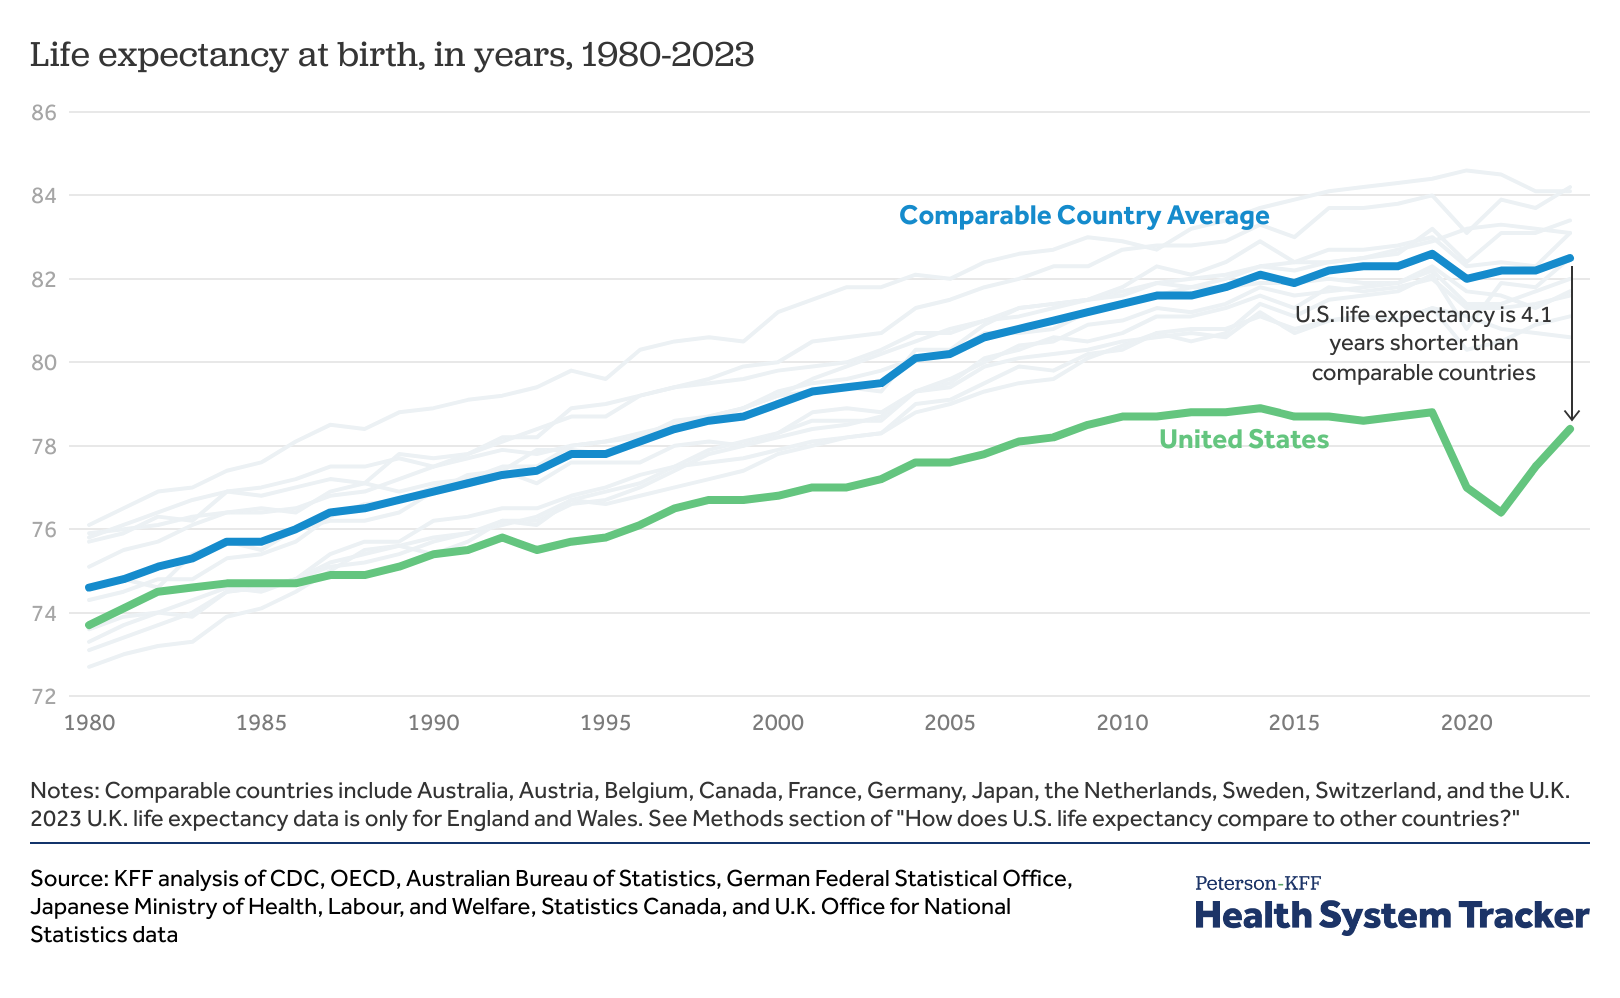 Life expectancy at birth, in years, 1980-2023
86
84
Comparable Country Average
82
U.S. life expectancy is 4.1
years shorter than
comparable countries
80
78
United States
76
74
72
1980 1985 1990 1995 2000 2005 2010 2015 2020
Notes: Comparable countries include Australia, Austria, Belgium, Canada, France, Germany, Japan, the Netherlands, Sweden, Switzerland, and the U.K.
2023 U.K. life expectancy data is only for England and Wales. See Methods section of "How does U.S. life expectancy compare to other countries?"
Source: KFF analysis of CDC, OECD, Australian Bureau of Statistics, German Federal Statistical Office,
Japanese Ministry of Health, Labour, and Welfare, Statistics Canada, and U.K. Office for National
Statistics data
Peterson-KFF
Health System Tracker